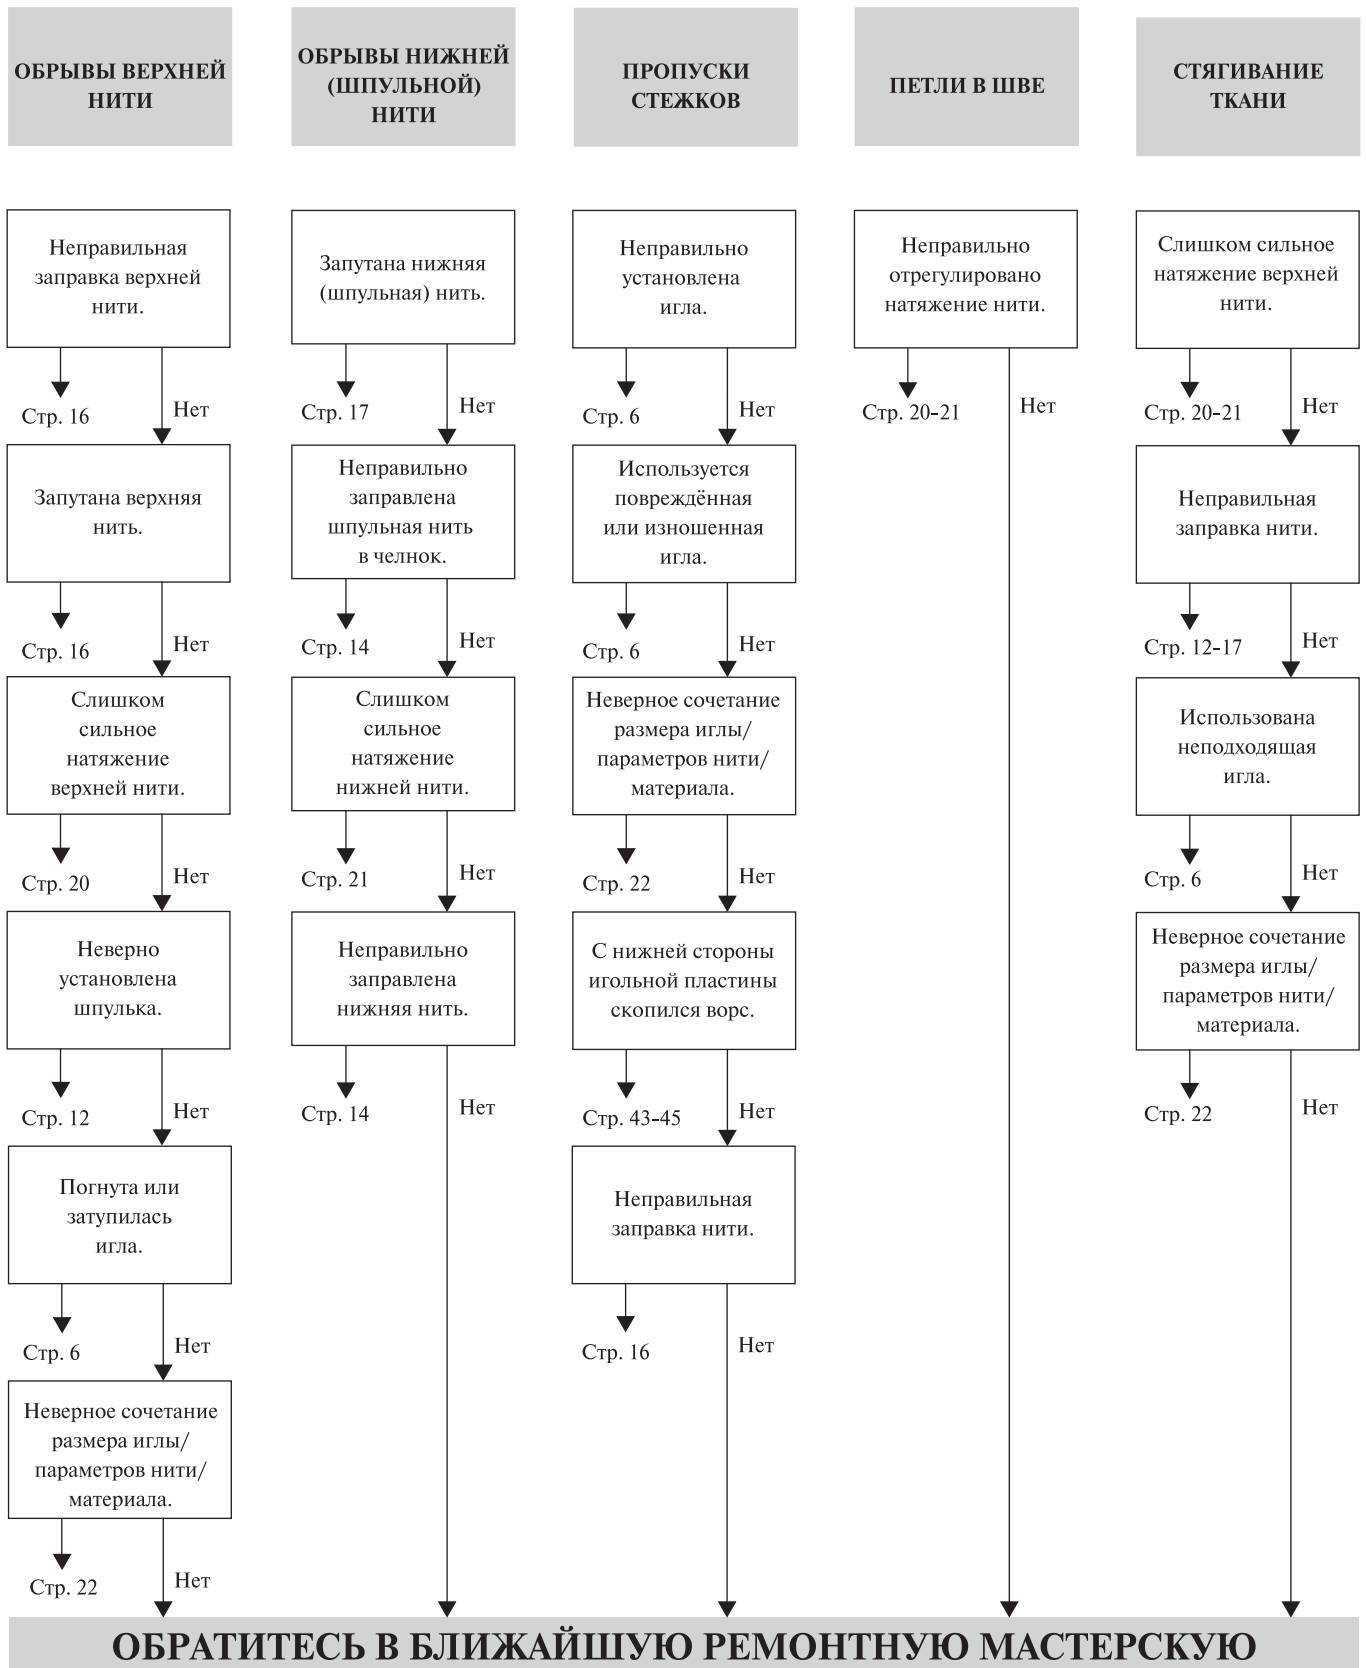 ОБРЫВЫ ВЕРХНЕЙ
НИТИ
Неправильная
заправка верхней
нити.
Стр. 16
Нет
Запутана верхняя
нить.
Стр. 16
Нет
Слишком
сильное
натяжение
верхней нити.
Стр. 20
Нет
Неверно
установлена
шпулька.
Стр. 12
Нет
Погнута или
затупилась
игла.
Стр. 6
Нет
Неверное сочетание
размера иглы/
параметров нити/
материала.
Стр. 22
Нет
ОБРЫВЫ НИЖНЕЙ
(ШПУЛЬНОЙ)
НИТИ
Запутана нижняя
(шпульная) нить.
Стр. 17
Нет
Неправильно
заправлена
шпульная нить
в челнок.
Стр. 14
Нет
Слишком
сильное
натяжение
нижней нити.
Стр. 21
Нет
Неправильно
заправлена
нижняя нить.
Стр. 14
Нет
ПРОПУСКИ
СТЕЖКОВ
Неправильно
установлена
игла.
Стр. 6
Нет
Используется
повреждённая
или изношенная
игла.
Стр. 6
Нет
Неверное сочетание
размера иглы/
параметров нити/
материала.
Стр. 22
Нет
С нижней стороны
игольной пластины
скопился ворс.
Стр. 43-45
Нет
Неправильная
заправка нити.
Стр. 16
Нет
ПЕТЛИ В ШВЕ
Неправильно
отрегулировано
натяжение нити.
Стр. 20-21
Нет
СТЯГИВАНИЕ
ТКАНИ
Слишком сильное
натяжение верхней
нити.
Стр. 20-21
Нет
Неправильная
заправка нити.
Стр. 12-17
Нет
Использована
неподходящая
игла.
Стр. 6
Нет
Неверное сочетание
размера иглы/
параметров нити/
материала.
Стр. 22
Нет
ОБРАТИТЕСЬ В БЛИЖАЙШУЮ РЕМОНТНУЮ МАСТЕРСКУЮ